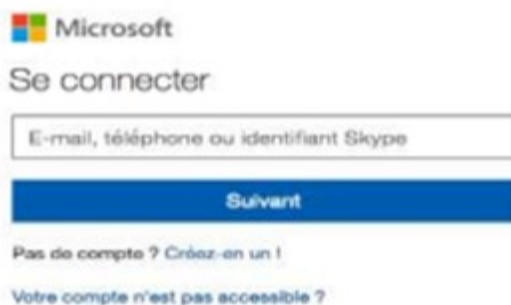 Microsoft
Se connecter
E-mail, téléphone ou identifiant Skype
Suivant
Pas de compte ? Créez-en un !
Votre compte n'est pas accessible ?